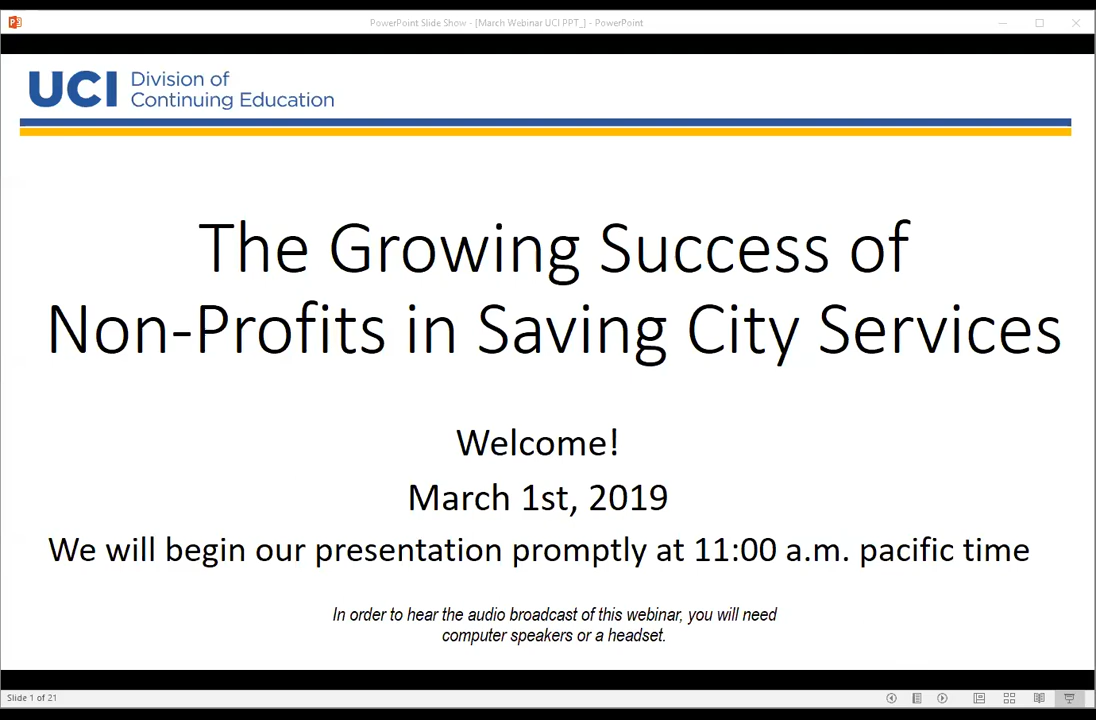 PowerPoint Slide Show - [March Webinar UCI PPT_] - PowerPoint
UCI Division of
Continuing Education
The Growing Success of
Non-Profits in Saving City Services
Welcome!
March 1st, 2019
We will begin our presentation promptly at 11:00 a.m. pacific time
In order to hear the audio broadcast of this webinar, you will need
computer speakers or a headset.
Slide 1 of 21